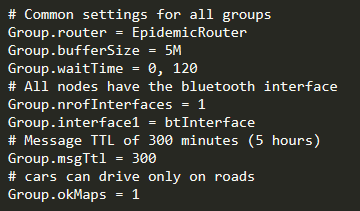 # Common settings for all groups
Group.router = EpidemicRouter
Group.bufferSize = 5M
Group.waitTime = 0, 120
# All nodes have the bluetooth interface
Group.nrofInterfaces = 1
Group.interface1 = btInterface
# Message TTL of 300 minutes (5 hours)
Group.msgTtl = 300
# cars can drive only on roads
Group.okMaps = 1